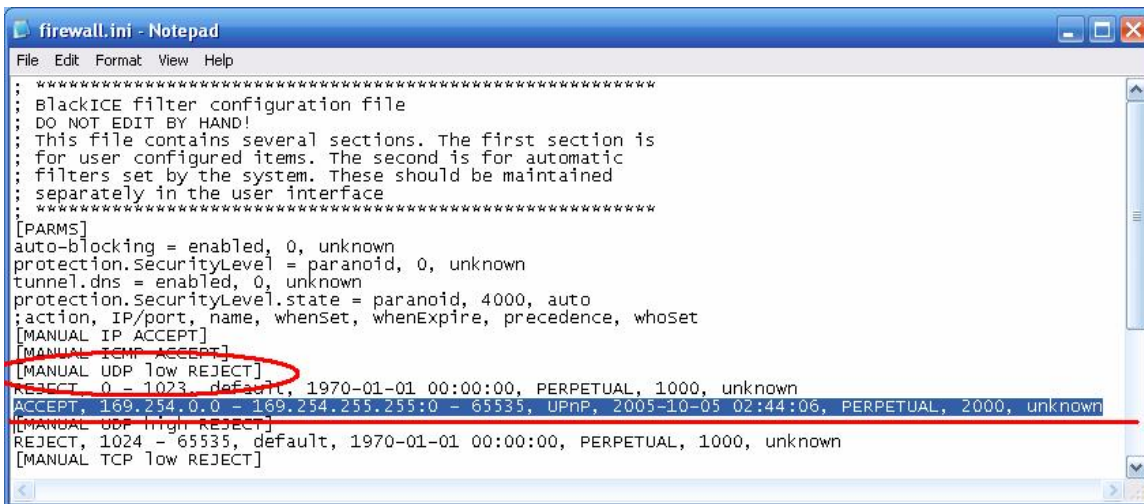 firewall.ini - Notepad
File Edit Format View Help
; **********************************************************
; BlackICE filter configuration file
; DO NOT EDIT BY HAND!
; This file contains several sections. The first section is
; for user configured items. The second is for automatic
; filters set by the system. These should be maintained
; separately in the user interface
; **********************************************************
[PARMS]
auto-blocking = enabled, 0, unknown
protection.SecurityLevel = paranoid, 0, unknown
tunnel.dns = enabled, 0, unknown
protection.SecurityLevel.state = paranoid, 4000, auto
;action, IP/port, name, whenSet, whenExpire, precedence, whoSet
[MANUAL IP ACCEPT]
[MANUAL ICMP ACCEPT]
[MANUAL UDP low REJECT]
REJECT, 0 - 1023, default, 1970-01-01 00:00:00, PERPETUAL, 1000, unknown
ACCEPT, 169.254.0.0 - 169.254.255.255:0 - 65535, UPnP, 2005-10-05 02:44:06, PERPETUAL, 2000, unknown
[MANUAL UDP high REJECT]
REJECT, 1024 - 65535, default, 1970-01-01 00:00:00, PERPETUAL, 1000, unknown
[MANUAL TCP low REJECT]